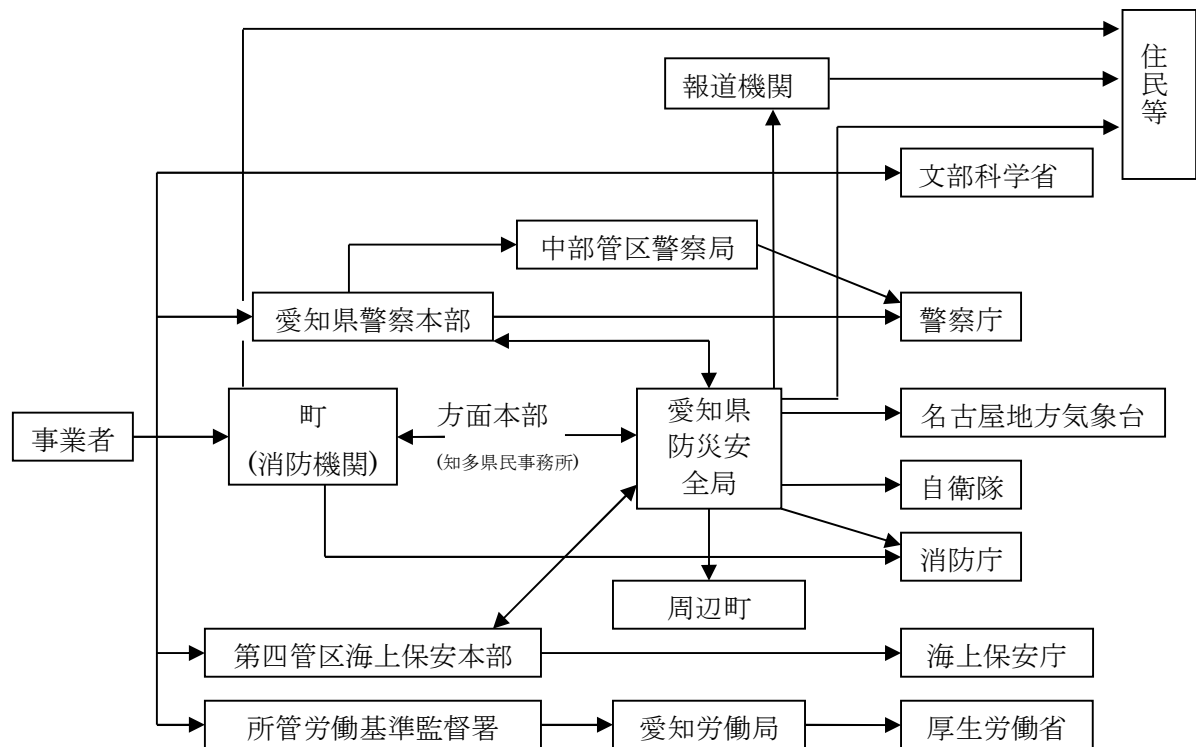 住民等
報道機関
文部科学省
中部管区警察局
愛知県警察本部
警察庁
事業者
町
(消防機関)
方面本部
(知多県民事務所)
愛知県
防災安
全局
名古屋地方気象台
自衛隊
消防庁
周辺町
第四管区海上保安本部
海上保安庁
所管労働基準監督署
愛知労働局
厚生労働省